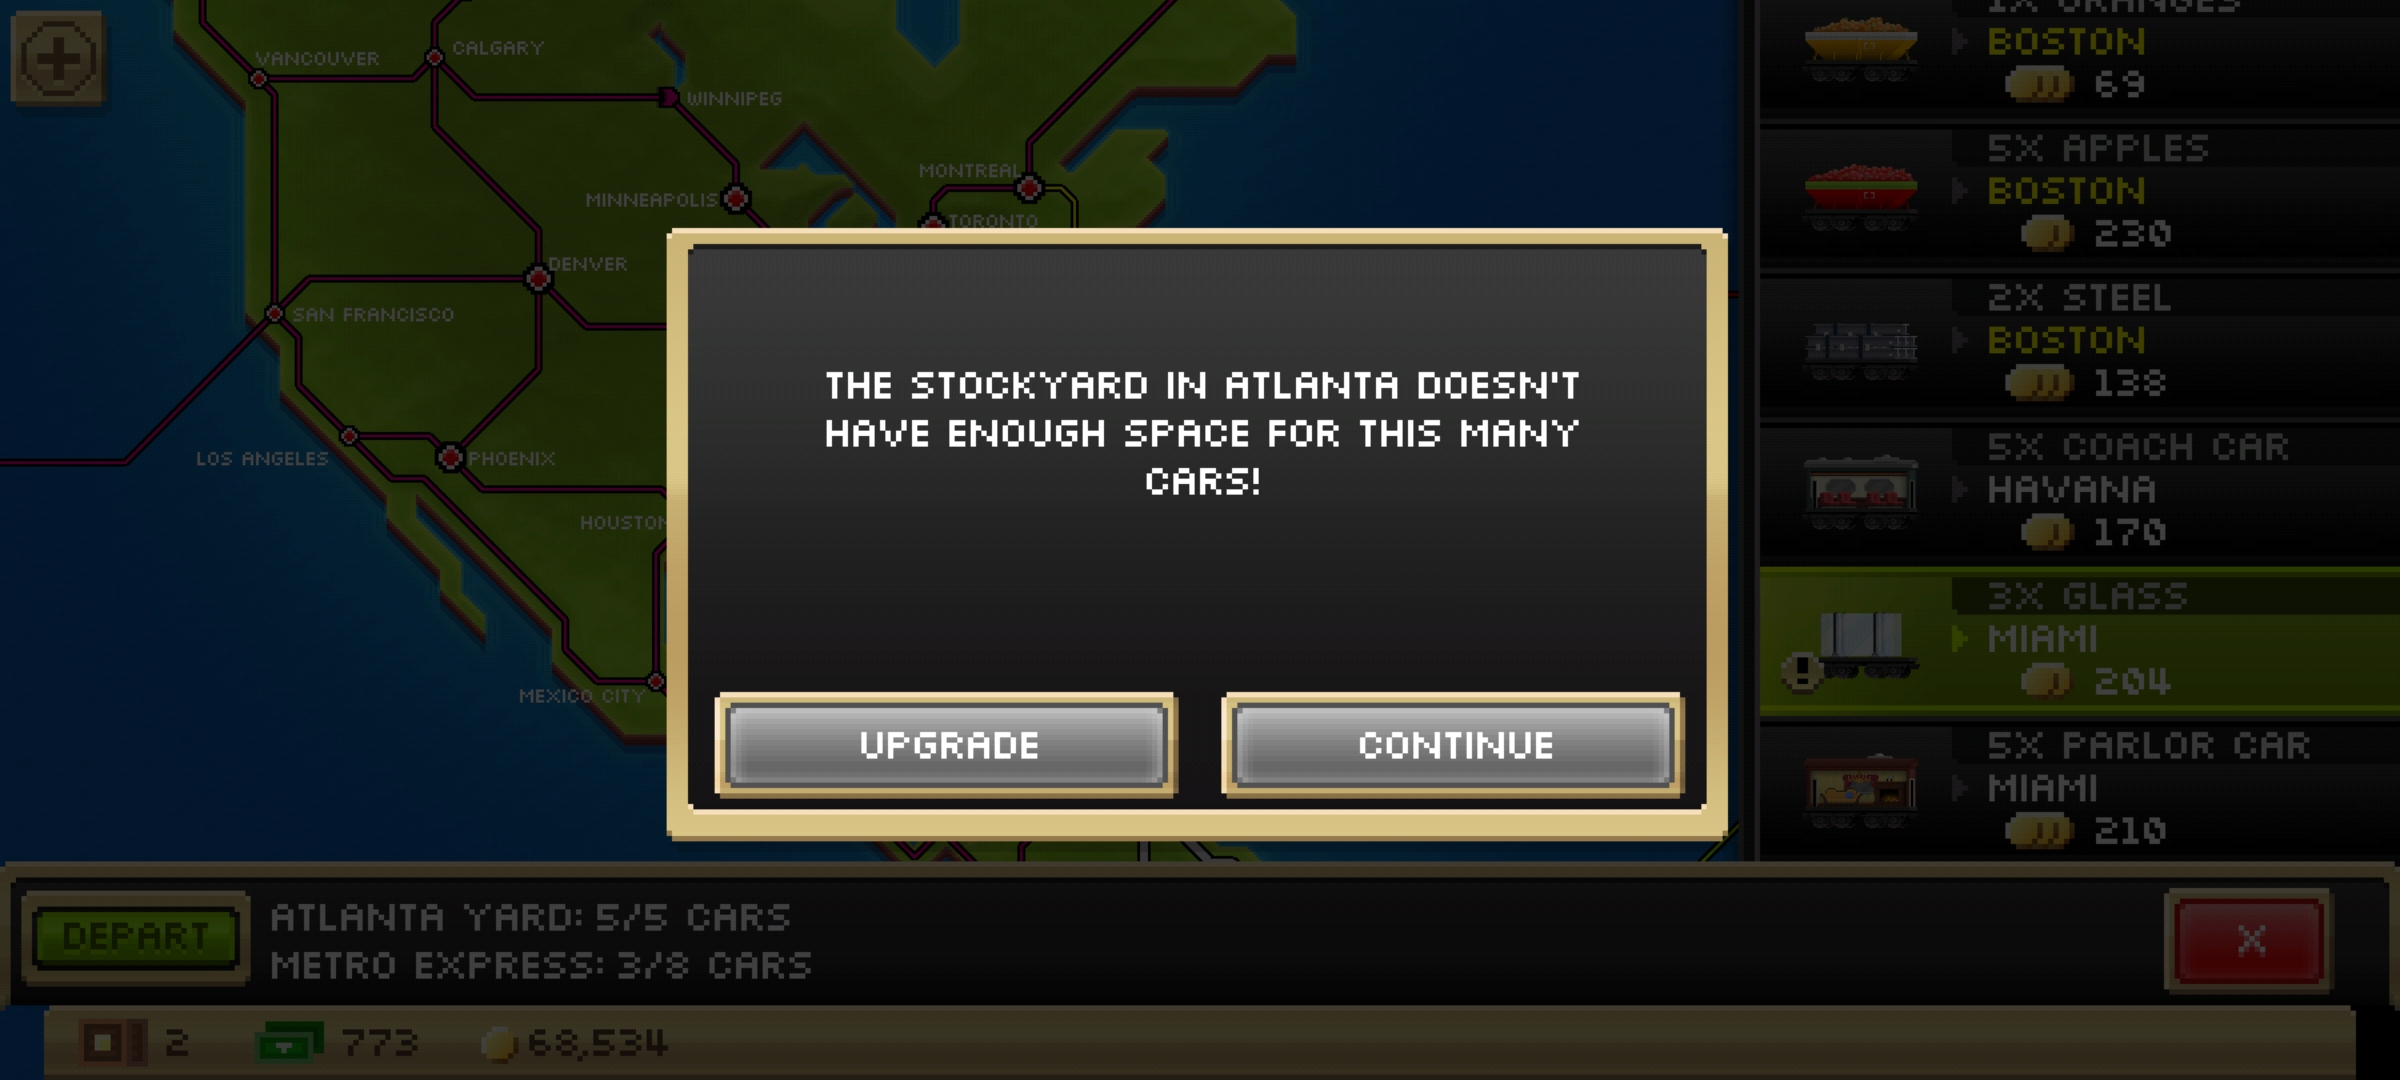 VANCOUVER
CALGARY
WINNIPEG
MONTREAL
MINNEAPOLIS
TORONTO
DENVER
SAN FRANCISCO
LOS ANGELES
PHOENIX
HOUSTON
MEXICO CITY
THE STOCKYARD IN ATLANTA DOESN'T
HAVE ENOUGH SPACE FOR THIS MANY
CARS!
UPGRADE
CONTINUE
1X ORANGES
BOSTON
69
5X APPLES
BOSTON
230
2X STEEL
BOSTON
138
5X COACH CAR
HAVANA
170
3X GLASS
MIAMI
204
5X PARLOR CAR
MIAMI
210
DEPART
ATLANTA YARD: 5/5 CARS
METRO EXPRESS: 3/8 CARS
X
2
773
68,534